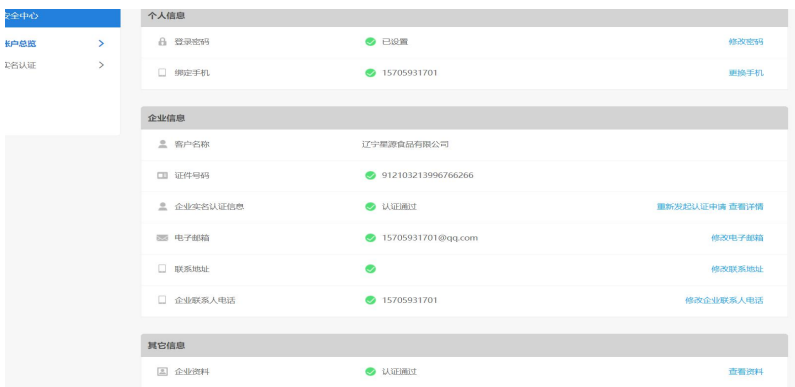 安全中心
账户总览
实名认证
个人信息
登录密码 已设置 修改密码
绑定手机 15705931701 更换手机
企业信息
客户名称 辽宁星源食品有限公司
证件号码 912103213996766266
企业实名认证信息 认证通过 重新发起认证申请 查看详情
电子邮箱 15705931701@qq.com 修改电子邮箱
联系地址 修改联系地址
企业联系人电话 15705931701 修改企业联系人电话
其它信息
企业资料 认证通过 查看资料